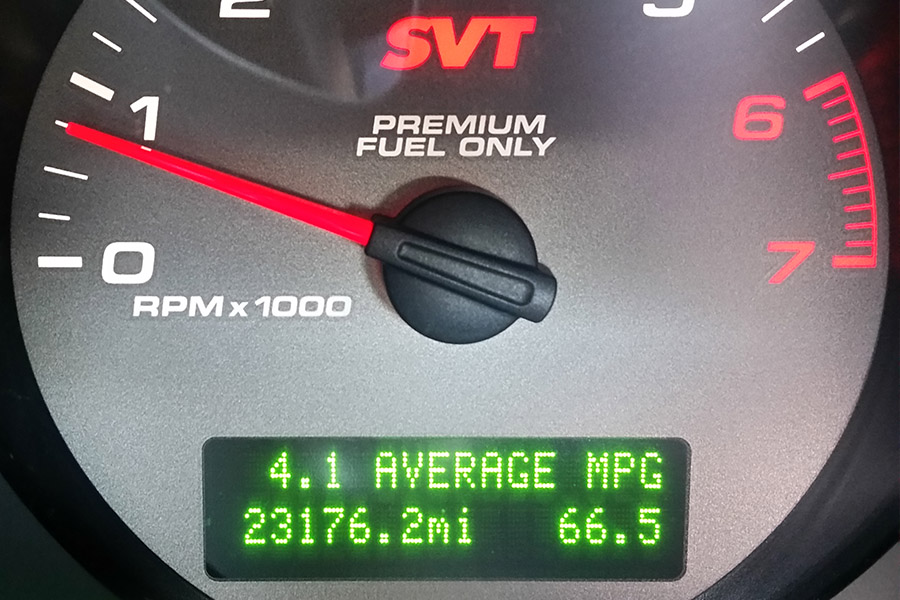 2
5
SVT
1
6
PREMIUM
FUEL ONLY
0
7
RPM x 1000
4.1 AVERAGE MPG
23176.2mi 66.5